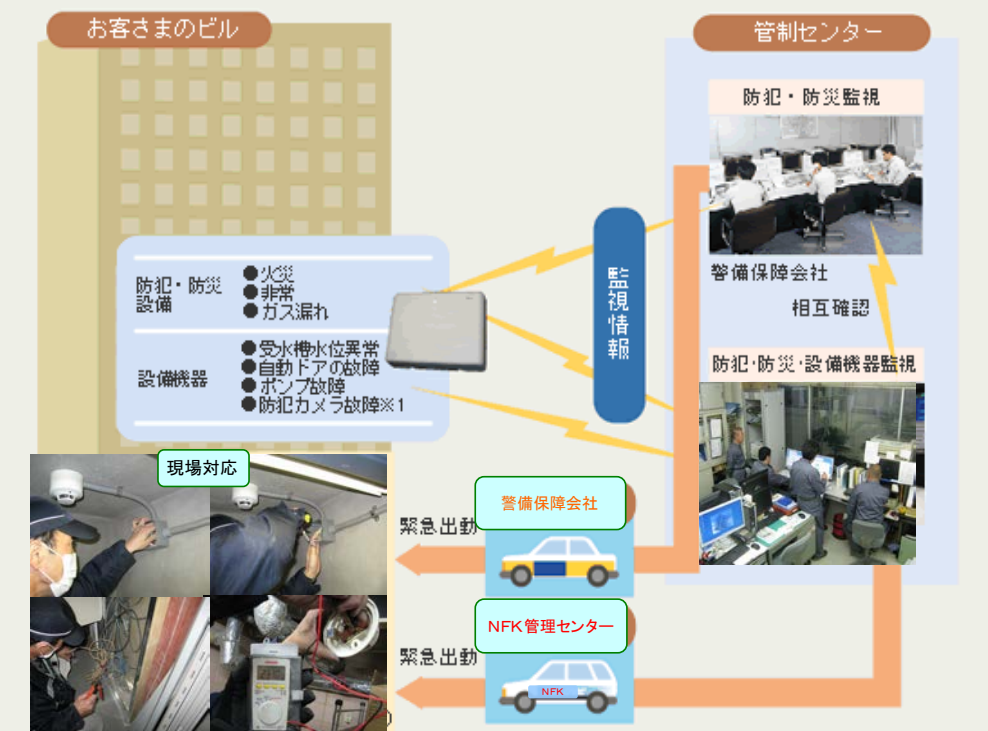 お客さまのビル
管制センター
防犯・防災監視
防犯・防災
設備
●火災
●非常
●ガス漏れ
設備機器
●受水槽水位異常
●自動ドアの故障
●ポンプ故障
●防犯カメラ故障※1
監視情報
警備保障会社
相互確認
防犯・防災・設備機器監視
現場対応
緊急出動
警備保障会社
緊急出動
NFK管理センター
NFK